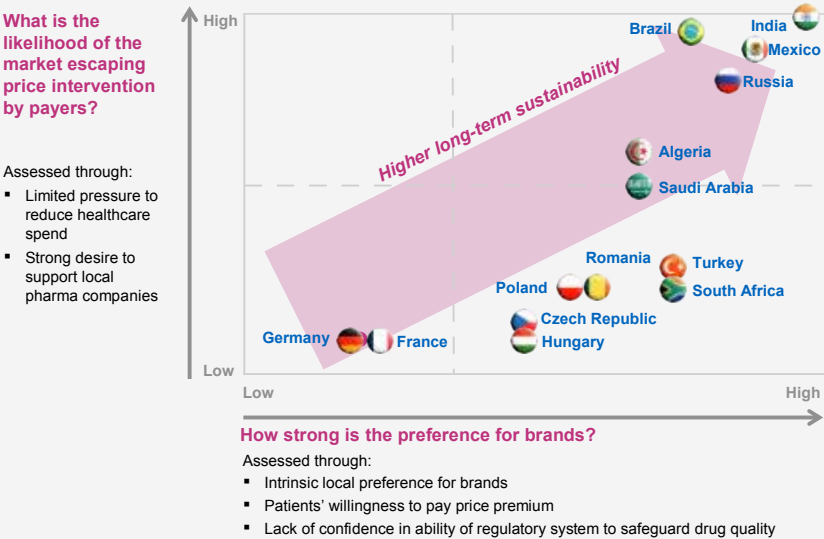 What is the
likelihood of the
market escaping
price intervention
by payers?
Assessed through:
▪ Limited pressure to
reduce healthcare
spend
▪ Strong desire to
support local
pharma companies
High
Low
Higher long-term sustainability
Brazil
India
Mexico
Russia
Algeria
Saudi Arabia
Romania
Turkey
Poland
South Africa
Czech Republic
Hungary
Germany
France
Low
High
How strong is the preference for brands?
Assessed through:
▪ Intrinsic local preference for brands
▪ Patients' willingness to pay price premium
▪ Lack of confidence in ability of regulatory system to safeguard drug quality